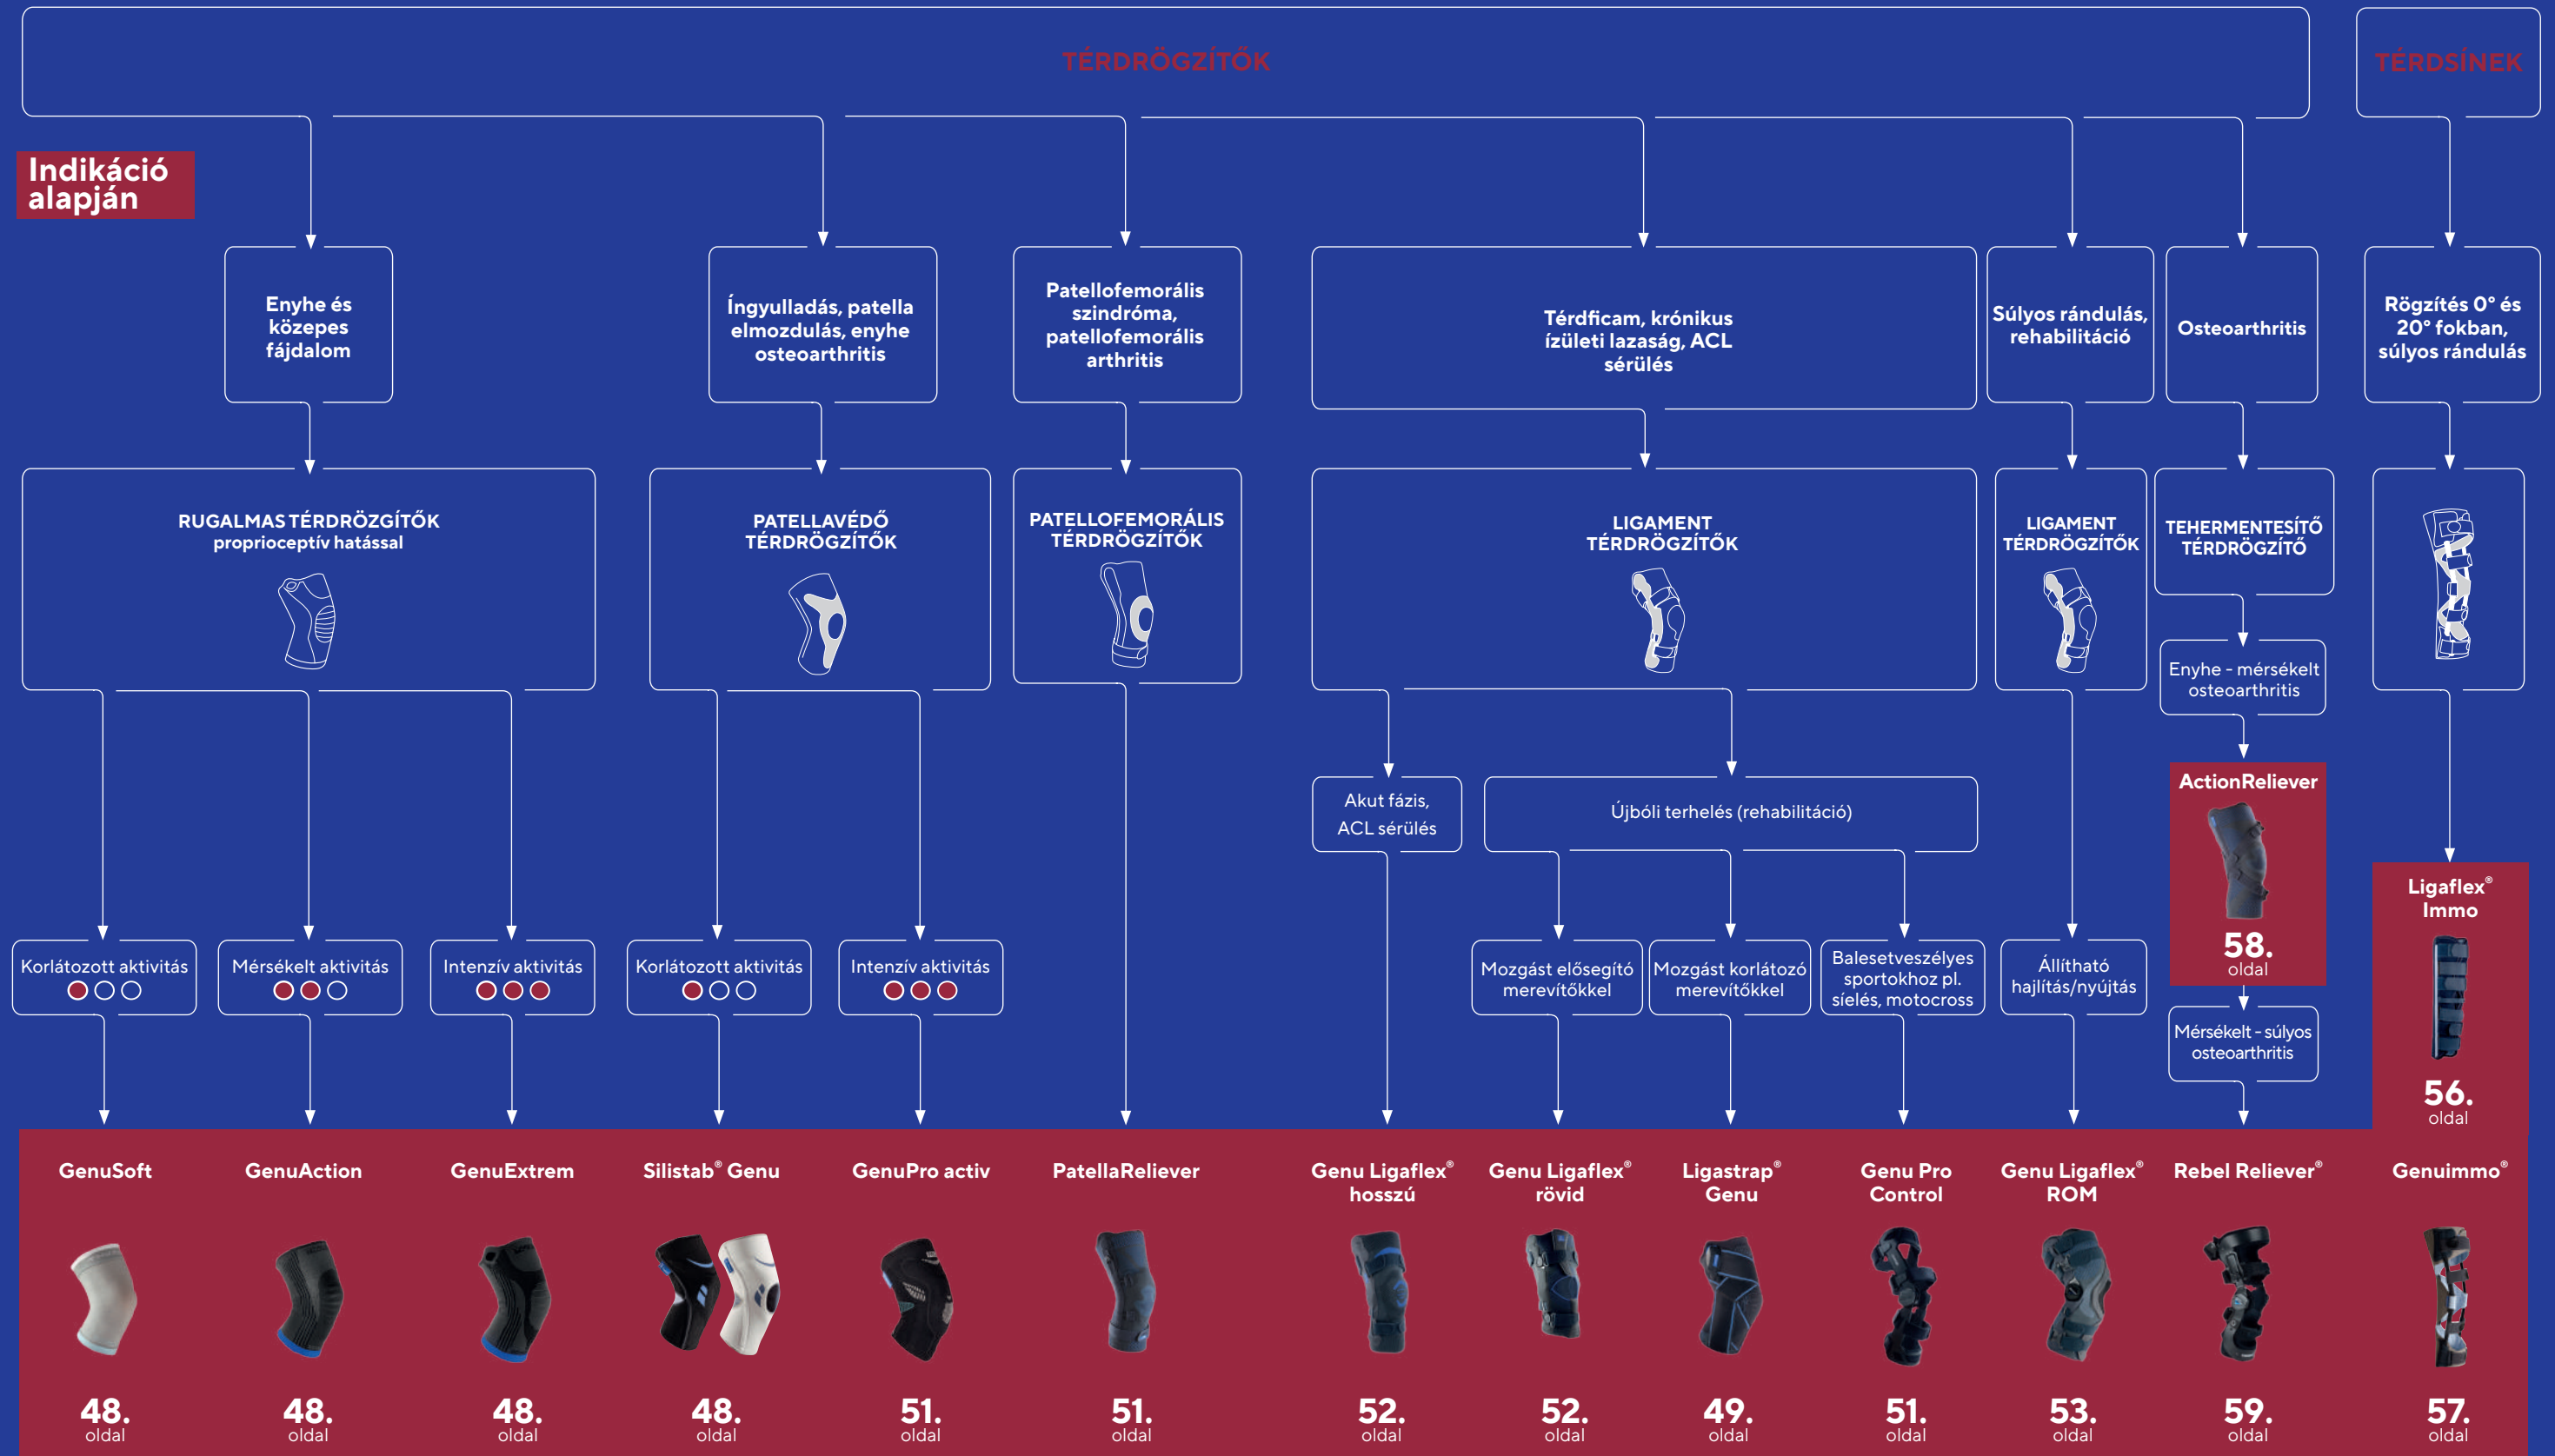 TÉRDRÖGZÍTŐK
TÉRDSÍNEK
Indikáció
alapján
Enyhe és
közepes
fájdalom
Íngyulladás, patella
elmozdulás, enyhe
osteoarthritis
Patellofemorális
szindróma,
patellofemorális
arthritis
Térdficam, krónikus
ízületi lazaság, ACL
sérülés
Súlyos rándulás,
rehabilitáció
Osteoarthritis
Rögzítés 0° és
20° fokban,
súlyos rándulás
RUGALMAS TÉRDRÖZGÍTŐK
proprioceptív hatással
PATELLAVÉDŐ
TÉRDRÖGZÍTŐK
PATELLOFEMORÁLIS
TÉRDRÖGZÍTŐK
LIGAMENT
TÉRDRÖGZÍTŐK
LIGAMENT
TÉRDRÖGZÍTŐK
TEHERMENTESÍTŐ
TÉRDRÖGZÍTŐ
Enyhe - mérsékelt
osteoarthritis
Akut fázis,
ACL sérülés
Újbóli terhelés (rehabilitáció)
ActionReliever
58.
oldal
Ligaflex®
Immo
56.
oldal
Korlátozott aktivitás
Mérsékelt aktivitás
Intenzív aktivitás
Korlátozott aktivitás
Intenzív aktivitás
Mozgást elősegítő
merevítőkkel
Mozgást korlátozó
merevítőkkel
Balesetveszélyes
sportokhoz pl.
síelés, motocross
Állítható
hajlítás/nyújtás
Mérsékelt - súlyos
osteoarthritis
GenuSoft
48.
oldal
GenuAction
48.
oldal
GenuExtrem
48.
oldal
Silistab® Genu
48.
oldal
GenuPro activ
51.
oldal
PatellaReliever
51.
oldal
Genu Ligaflex®
hosszú
52.
oldal
Genu Ligaflex®
rövid
52.
oldal
Ligastrap®
Genu
49.
oldal
Genu Pro
Control
51.
oldal
Genu Ligaflex®
ROM
53.
oldal
Rebel Reliever®
59.
oldal
Genuimmo®
57.
oldal